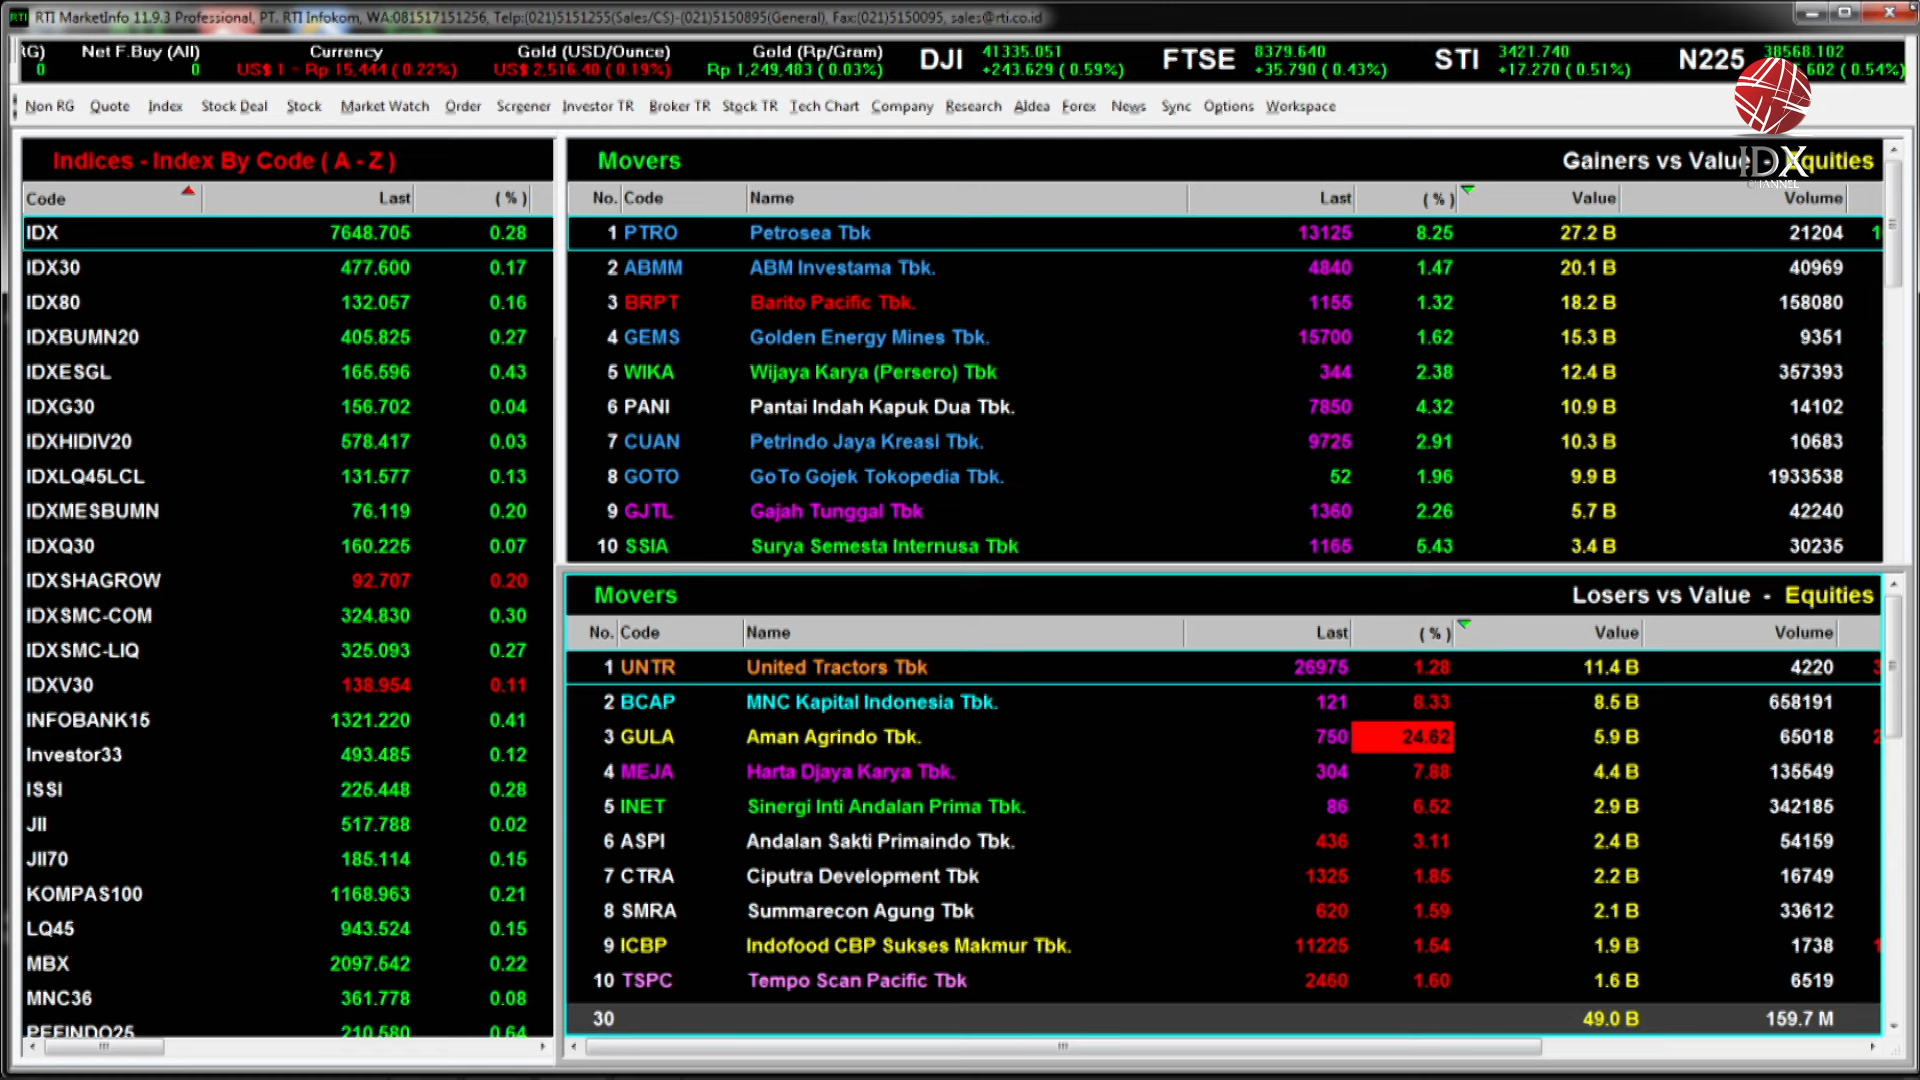 RTI MarketInfo 11.9.3 Professional, PT. RTI Infokom, WA:081517151256, Telp:(021)5151255(Sales/CS)-(021)5150895(General), Fax:(021)5150095, sales@rti.co.id
RG) Net F.Buy (All) Currency Gold (USD/Ounce) Gold (Rp/Gram) DJI 41335.051 FTSE 8379.640 STI 3421.740 N225 38568.102
0 0 US$ 1 = Rp 15,444 ( 0.22%) US$ 2,516.40 ( 0.19%) Rp 1,249,483 ( 0.03%) +243.629 ( 0.59%) +35.790 ( 0.43%) +17.270 ( 0.51%) .602 ( 0.54%)
Non RG Quote Index Stock Deal Stock Market Watch Order Screener Investor TR Broker TR Stock TR Tech Chart Company Research AIdea Forex News Sync Options Workspace
IDX
CHANNEL
Indices - Index By Code ( A - Z )
Code Last ( % )
IDX 7648.705 0.28
IDX30 477.600 0.17
IDX80 132.057 0.16
IDXBUMN20 405.825 0.27
IDXESGL 165.596 0.43
IDXG30 156.702 0.04
IDXHIDIV20 578.417 0.03
IDXLQ45LCL 131.577 0.13
IDXMESBUMN 76.119 0.20
IDXQ30 160.225 0.07
IDXSHAGROW 92.707 0.20
IDXSMC-COM 324.830 0.30
IDXSMC-LIQ 325.093 0.27
IDXV30 138.954 0.11
INFOBANK15 1321.220 0.41
Investor33 493.485 0.12
ISSI 225.448 0.28
JII 517.788 0.02
JII70 185.114 0.15
KOMPAS100 1168.963 0.21
LQ45 943.524 0.15
MBX 2097.642 0.22
MNC36 361.778 0.08
PEFINDO25 210.580 0.64
Movers Gainers vs Value - Equities
No. Code Name Last ( % ) Value Volume
1 PTRO Petrosea Tbk 13125 8.25 27.2 B 21204
2 ABMM ABM Investama Tbk. 4840 1.47 20.1 B 40969
3 BRPT Barito Pacific Tbk. 1155 1.32 18.2 B 158080
4 GEMS Golden Energy Mines Tbk. 15700 1.62 15.3 B 9351
5 WIKA Wijaya Karya (Persero) Tbk 344 2.38 12.4 B 357393
6 PANI Pantai Indah Kapuk Dua Tbk. 7850 4.32 10.9 B 14102
7 CUAN Petrindo Jaya Kreasi Tbk. 9725 2.91 10.3 B 10683
8 GOTO GoTo Gojek Tokopedia Tbk. 52 1.96 9.9 B 1933538
9 GJTL Gajah Tunggal Tbk 1360 2.26 5.7 B 42240
10 SSIA Surya Semesta Internusa Tbk 1165 5.43 3.4 B 30235
Movers Losers vs Value - Equities
No. Code Name Last ( % ) Value Volume
1 UNTR United Tractors Tbk 26975 1.28 11.4 B 4220
2 BCAP MNC Kapital Indonesia Tbk. 121 8.33 8.5 B 658191
3 GULA Aman Agrindo Tbk. 750 24.62 5.9 B 65018
4 MEJA Harta Djaya Karya Tbk. 304 7.88 4.4 B 135549
5 INET Sinergi Inti Andalan Prima Tbk. 86 6.52 2.9 B 342185
6 ASPI Andalan Sakti Primaindo Tbk. 436 3.11 2.4 B 54159
7 CTRA Ciputra Development Tbk 1325 1.85 2.2 B 16749
8 SMRA Summarecon Agung Tbk 620 1.59 2.1 B 33612
9 ICBP Indofood CBP Sukses Makmur Tbk. 11225 1.54 1.9 B 1738
10 TSPC Tempo Scan Pacific Tbk 2460 1.60 1.6 B 6519
30 49.0 B 159.7 M